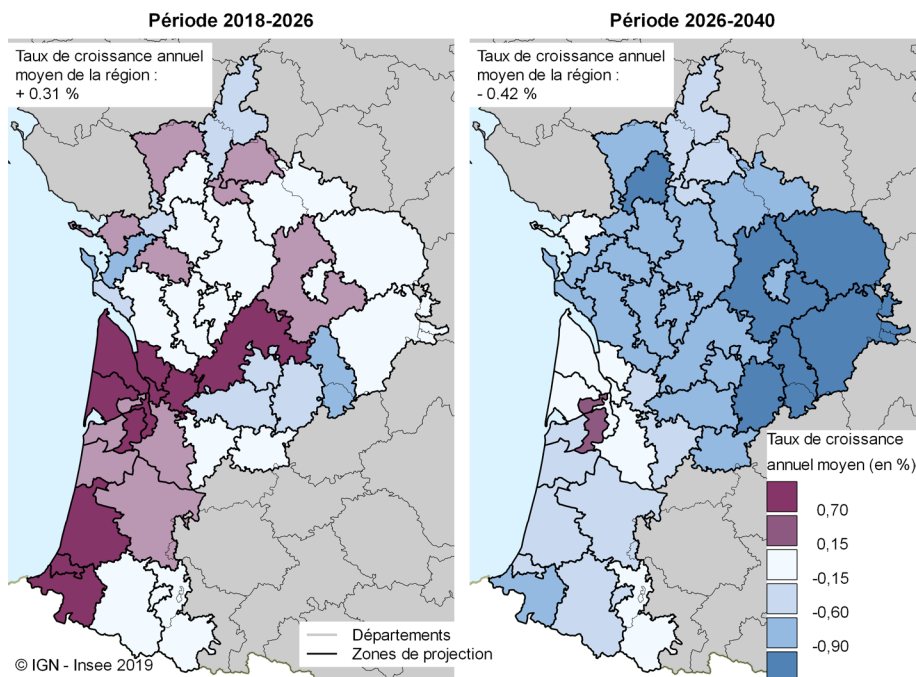 Période 2018-2026
Période 2026-2040
Taux de croissance annuel
moyen de la région :
+ 0.31 %
Taux de croissance annuel
moyen de la région :
- 0.42 %
Taux de croissance
annuel moyen (en %)
0,70
0,15
-0,15
-0,60
-0,90
Départements
Zones de projection
© IGN - Insee 2019